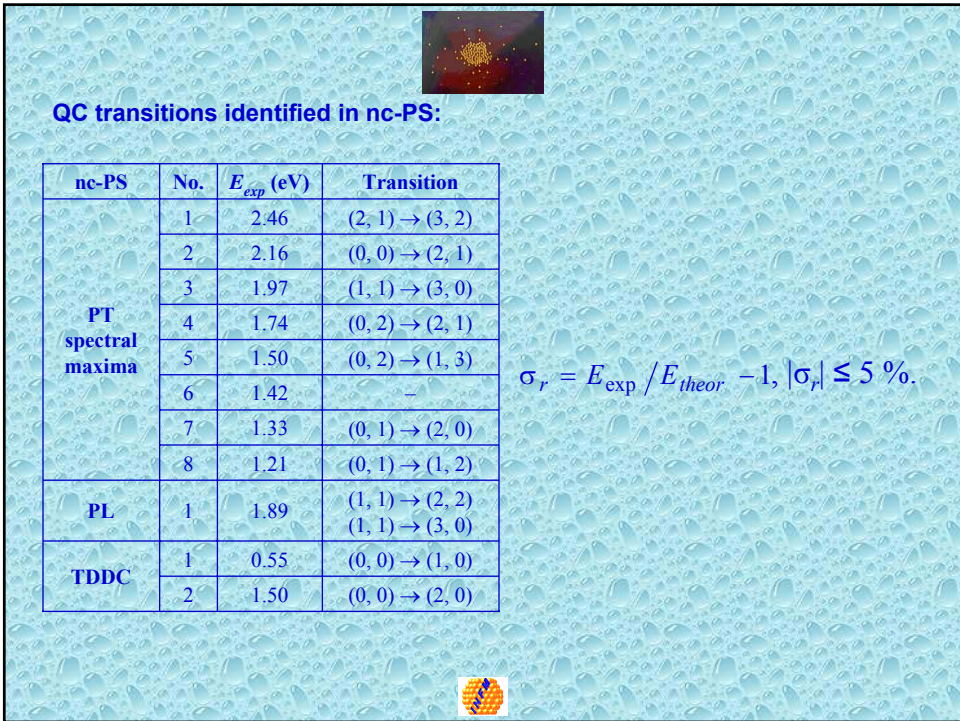 QC transitions identified in nc-PS:
nc-PS No. E_exp (eV) Transition
PT spectral maxima
1 2.46 (2, 1) → (3, 2)
2 2.16 (0, 0) → (2, 1)
3 1.97 (1, 1) → (3, 0)
4 1.74 (0, 2) → (2, 1)
5 1.50 (0, 2) → (1, 3)
6 1.42 –
7 1.33 (0, 1) → (2, 0)
8 1.21 (0, 1) → (1, 2)
PL 1 1.89 (1, 1) → (2, 2)
(1, 1) → (3, 0)
TDDC
1 0.55 (0, 0) → (1, 0)
2 1.50 (0, 0) → (2, 0)
σ_r = E_exp / E_theor − 1, |σ_r| ≤ 5 %.
INFM